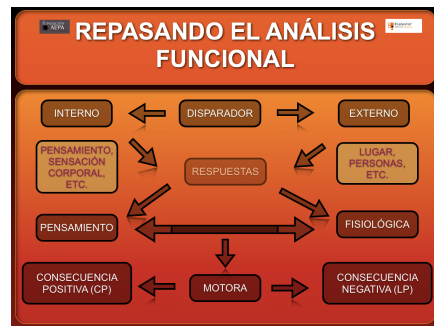 AEPA
REPASANDO EL ANÁLISIS
FUNCIONAL
INTERNO
DISPARADOR
EXTERNO
PENSAMIENTO,
SENSACIÓN
CORPORAL,
ETC.
RESPUESTAS
LUGAR,
PERSONAS,
ETC.
PENSAMIENTO
FISIOLÓGICA
CONSECUENCIA
POSITIVA (CP)
MOTORA
CONSECUENCIA
NEGATIVA (LP)